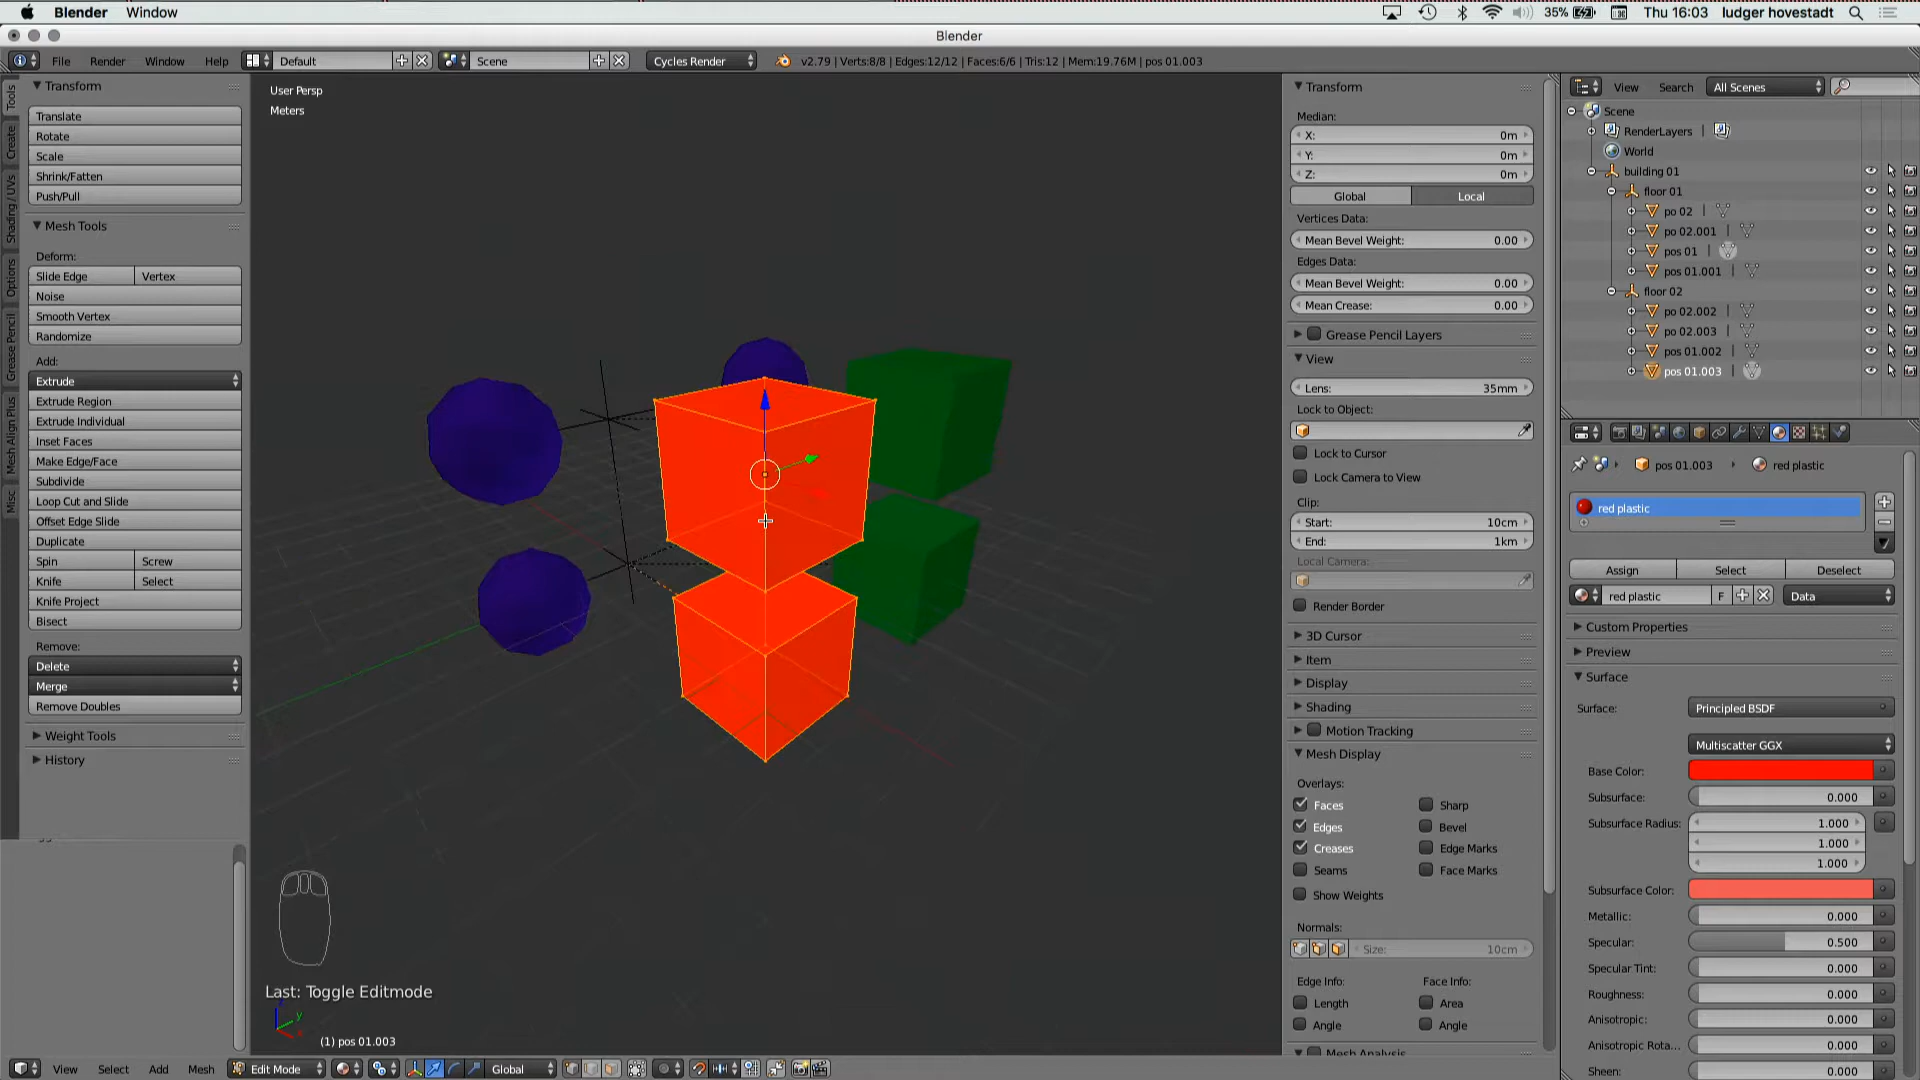 Blender Window 35% Thu 16:03 ludger hovestadt
Blender
File Render Window Help Default Scene Cycles Render v2.79 | Verts:8/8 | Edges:12/12 | Faces:6/6 | Tris:12 | Mem:19.76M | pos 01.003
Tools
Create
Shading / UVs
Options
Grease Pencil
Mesh Align Plus
Misc
Transform
Translate
Rotate
Scale
Shrink/Fatten
Push/Pull
Mesh Tools
Deform:
Slide Edge Vertex
Noise
Smooth Vertex
Randomize
Add:
Extrude
Extrude Region
Extrude Individual
Inset Faces
Make Edge/Face
Subdivide
Loop Cut and Slide
Offset Edge Slide
Duplicate
Spin Screw
Knife Select
Knife Project
Bisect
Remove:
Delete
Merge
Remove Doubles
Weight Tools
History
User Persp
Meters
Last: Toggle Editmode
z
y
x
(1) pos 01.003
View Select Add Mesh Edit Mode Global
Transform
Median:
X: 0m
Y: 0m
Z: 0m
Global Local
Vertices Data:
Mean Bevel Weight: 0.00
Edges Data:
Mean Bevel Weight: 0.00
Mean Crease: 0.00
Grease Pencil Layers
View
Lens: 35mm
Lock to Object:
Lock to Cursor
Lock Camera to View
Clip:
Start: 10cm
End: 1km
Local Camera:
Render Border
3D Cursor
Item
Display
Shading
Motion Tracking
Mesh Display
Overlays:
Faces Sharp
Edges Bevel
Creases Edge Marks
Seams Face Marks
Show Weights
Normals:
Size: 10cm
Edge Info: Face Info:
Length Area
Angle Angle
Mesh Analysis
View Search All Scenes
Scene
RenderLayers |
World
building 01
floor 01
po 02 |
po 02.001 |
pos 01 |
pos 01.001 |
floor 02
po 02.002 |
po 02.003 |
pos 01.002 |
pos 01.003 |
pos 01.003 red plastic
red plastic
Assign Select Deselect
red plastic F Data
Custom Properties
Preview
Surface
Surface: Principled BSDF
Multiscatter GGX
Base Color:
Subsurface: 0.000
Subsurface Radius: 1.000
1.000
1.000
Subsurface Color:
Metallic: 0.000
Specular: 0.500
Specular Tint: 0.000
Roughness: 0.000
Anisotropic: 0.000
Anisotropic Rota... 0.000
Sheen: 0.000